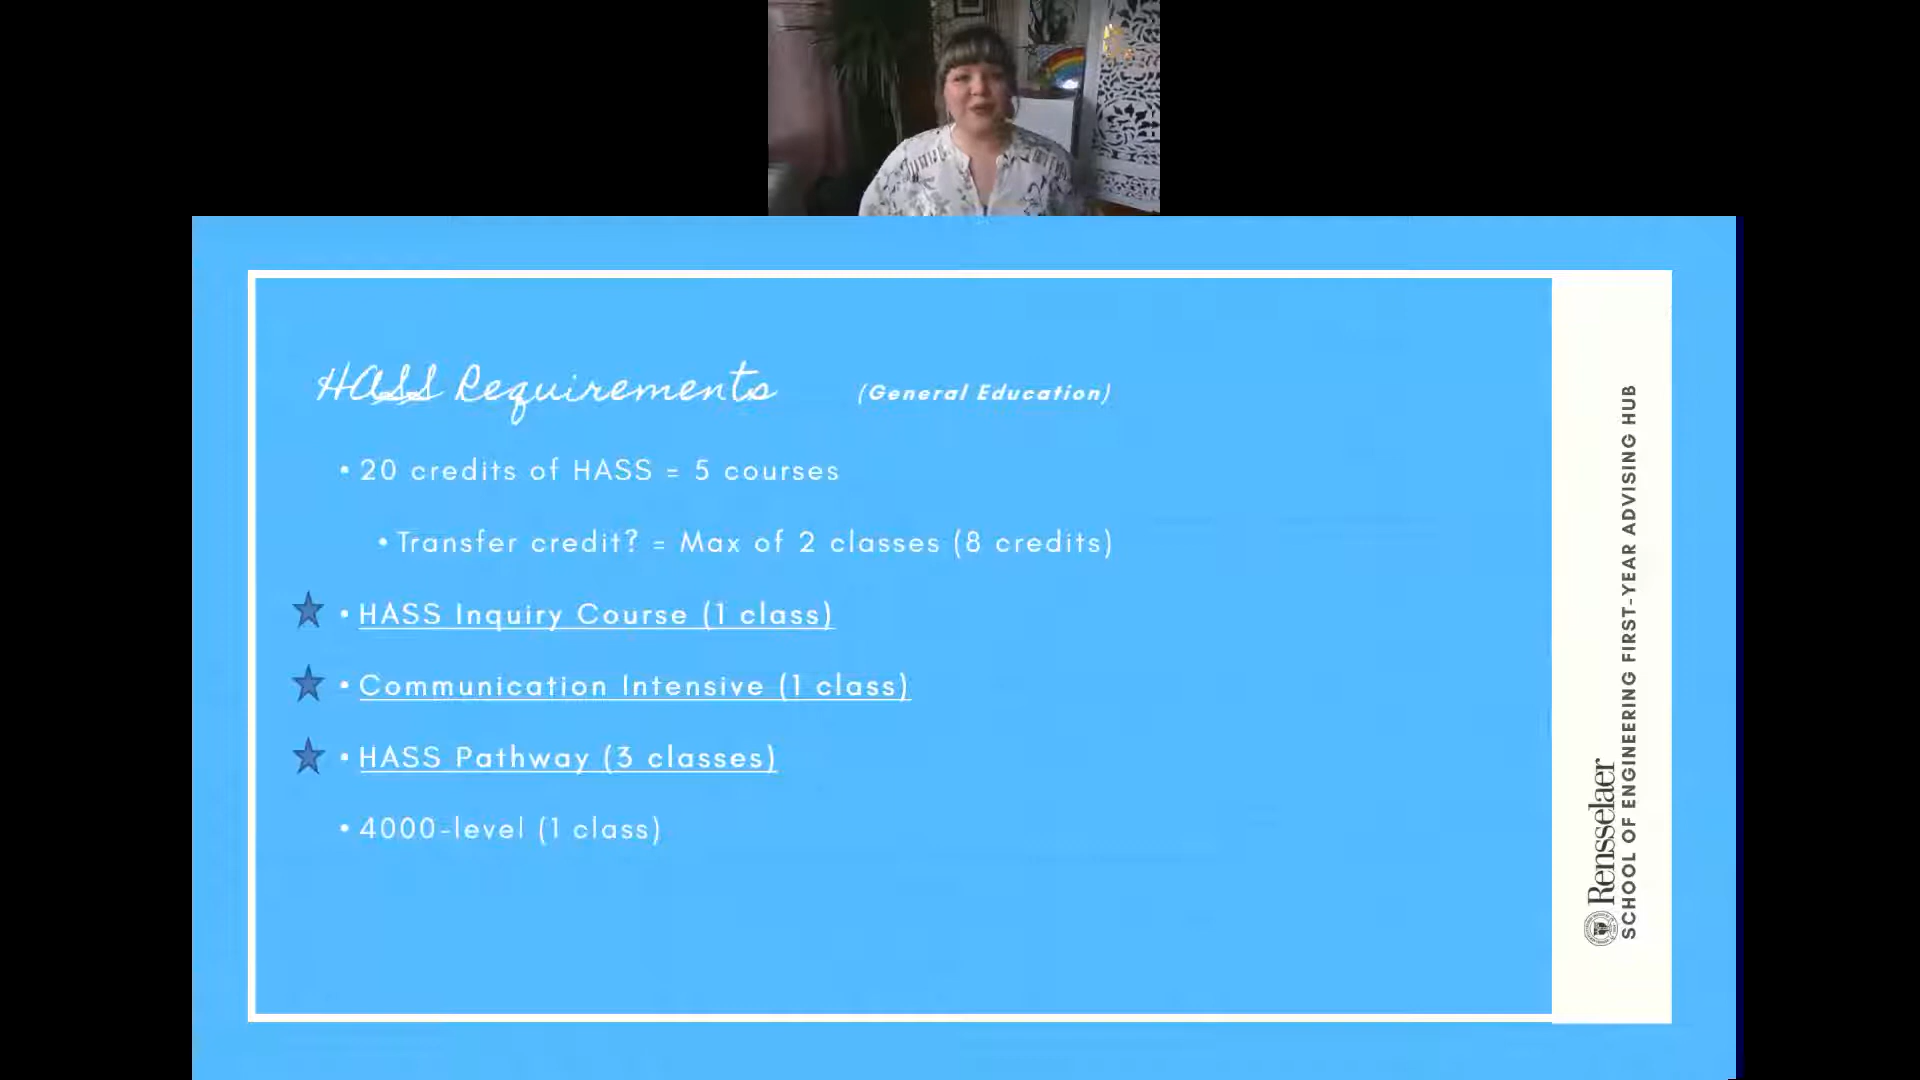 HASS Requirements (General Education)
• 20 credits of HASS = 5 courses
• Transfer credit? = Max of 2 classes (8 credits)
• HASS Inquiry Course (1 class)
• Communication Intensive (1 class)
• HASS Pathway (3 classes)
• 4000-level (1 class)
Rensselaer
SCHOOL OF ENGINEERING FIRST-YEAR ADVISING HUB